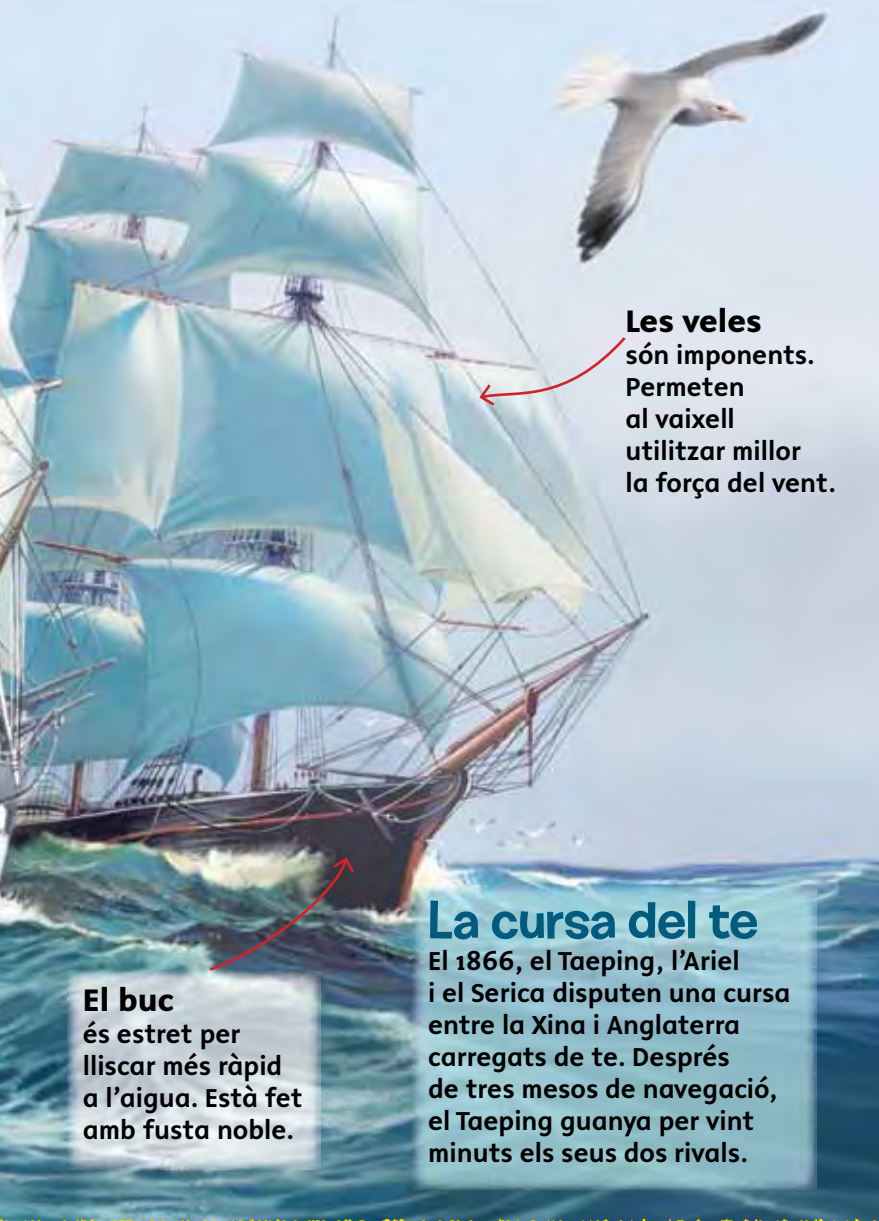 Les veles
són imponents.
Permeten
al vaixell
utilitzar millor
la força del vent.
El buc
és estret per
lliscar més ràpid
a l'aigua. Està fet
amb fusta noble.
La cursa del te
El 1866, el Taeping, l'Ariel
i el Serica disputen una cursa
entre la Xina i Anglaterra
carregats de te. Després
de tres mesos de navegació,
el Taeping guanya per vint
minuts els seus dos rivals.